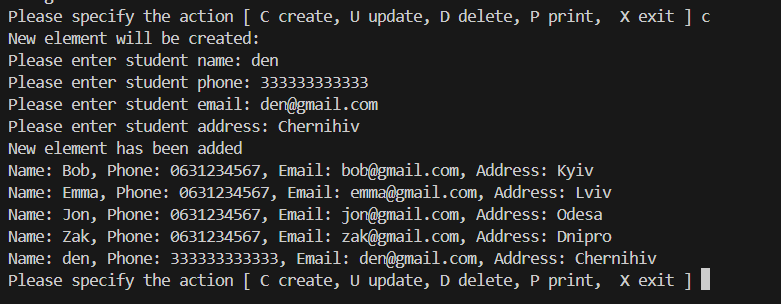 Please specify the action [ C create, U update, D delete, P print,  X exit ] c
New element will be created:
Please enter student name: den
Please enter student phone: 333333333333
Please enter student email: den@gmail.com
Please enter student address: Chernihiv
New element has been added
Name: Bob, Phone: 0631234567, Email: bob@gmail.com, Address: Kyiv
Name: Emma, Phone: 0631234567, Email: emma@gmail.com, Address: Lviv
Name: Jon, Phone: 0631234567, Email: jon@gmail.com, Address: Odesa
Name: Zak, Phone: 0631234567, Email: zak@gmail.com, Address: Dnipro
Name: den, Phone: 333333333333, Email: den@gmail.com, Address: Chernihiv
Please specify the action [ C create, U update, D delete, P print,  X exit ]